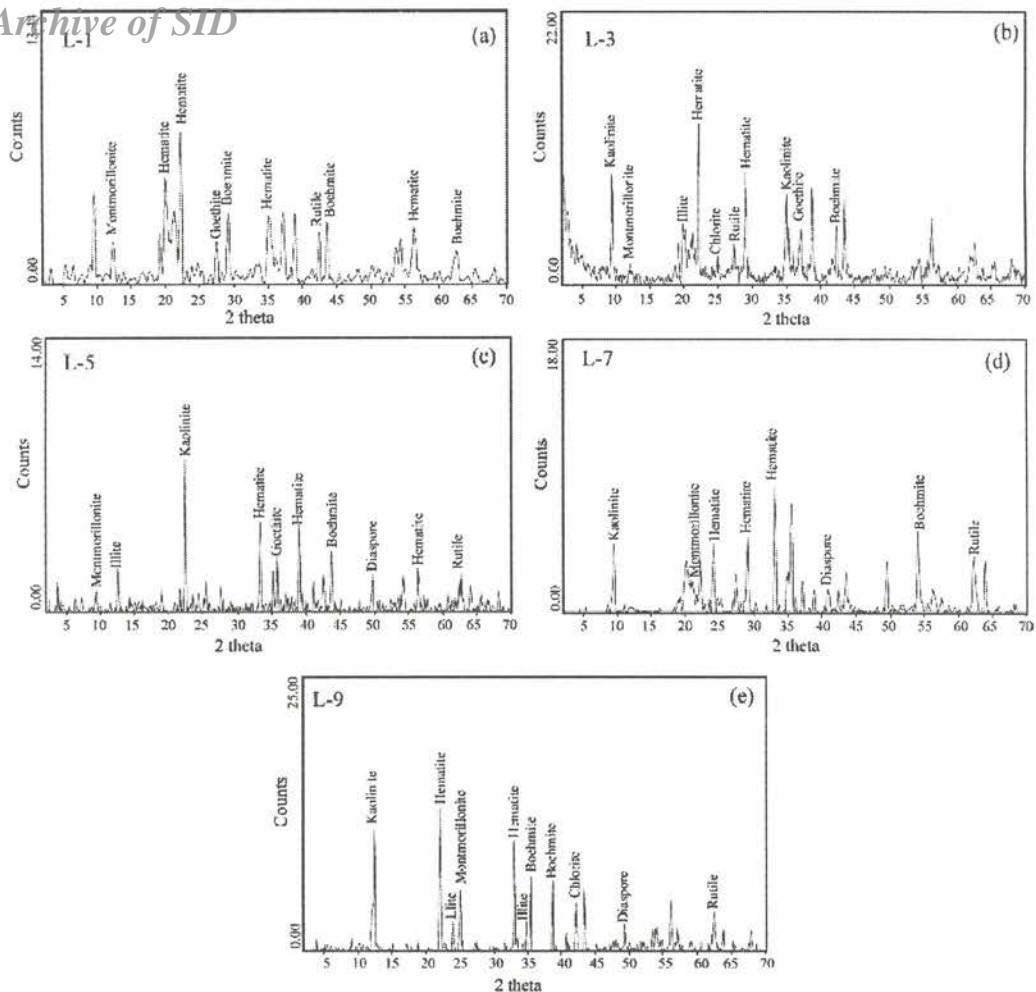 Archive of SID
L-1
(a)
Counts
0.00
Montmorillonite
Hematite
Hematite
Goethite
Boehmite
Hematite
Rutile
Boehmite
Hematite
Boehmite
5 10 15 20 25 30 35 40 45 50 55 60 65 70
2 theta
L-3
(b)
22.00
Counts
0.00
Kaolinite
Montmorillorite
Illite
Hematite
Chlorite
Rutile
Hematite
Kaolinite
Boehmite
5 10 15 20 25 30 35 40 45 50 55 60 65 70
2 theta
L-5
(c)
14.00
Counts
0.00
Montmorillonite
Illite
Kaolinite
Hematite
Hematite
Boehmite
Diaspore
Hematite
Rutile
5 10 15 20 25 30 35 40 45 50 55 60 65 70
2 theta
L-7
(d)
18.00
Counts
0.00
Kaolinite
Montmorillonite
Hematite
Hematite
Hematite
Diaspore
Boehmite
Rutile
5 10 15 20 25 30 35 40 45 50 55 60 65 70
2 theta
L-9
(e)
25.00
Counts
0.00
Kaolinite
Hematite
Montmorillonite
Hematite
Illite
Boehmite
Boehmite
Chlorite
Diaspore
Rutile
5 10 15 20 25 30 35 40 45 50 55 60 65 70
2 theta